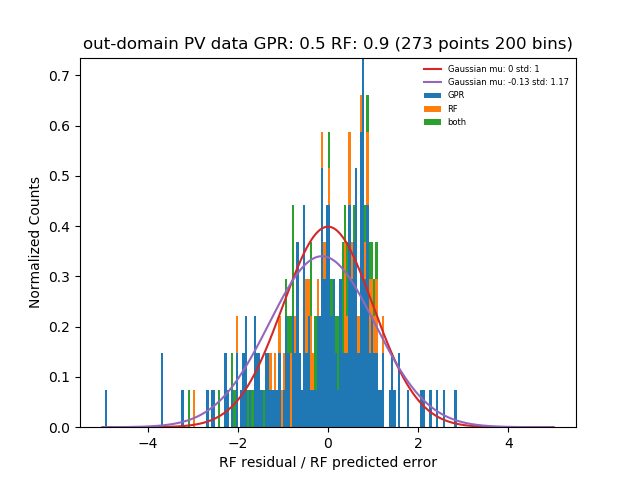 out-domain PV data GPR: 0.5 RF: 0.9 (273 points 200 bins)
Gaussian mu: 0 std: 1
Gaussian mu: -0.13 std: 1.17
GPR
RF
both
Normalized Counts
0.7
0.6
0.5
0.4
0.3
0.2
0.1
0.0
−4 −2 0 2 4
RF residual / RF predicted error